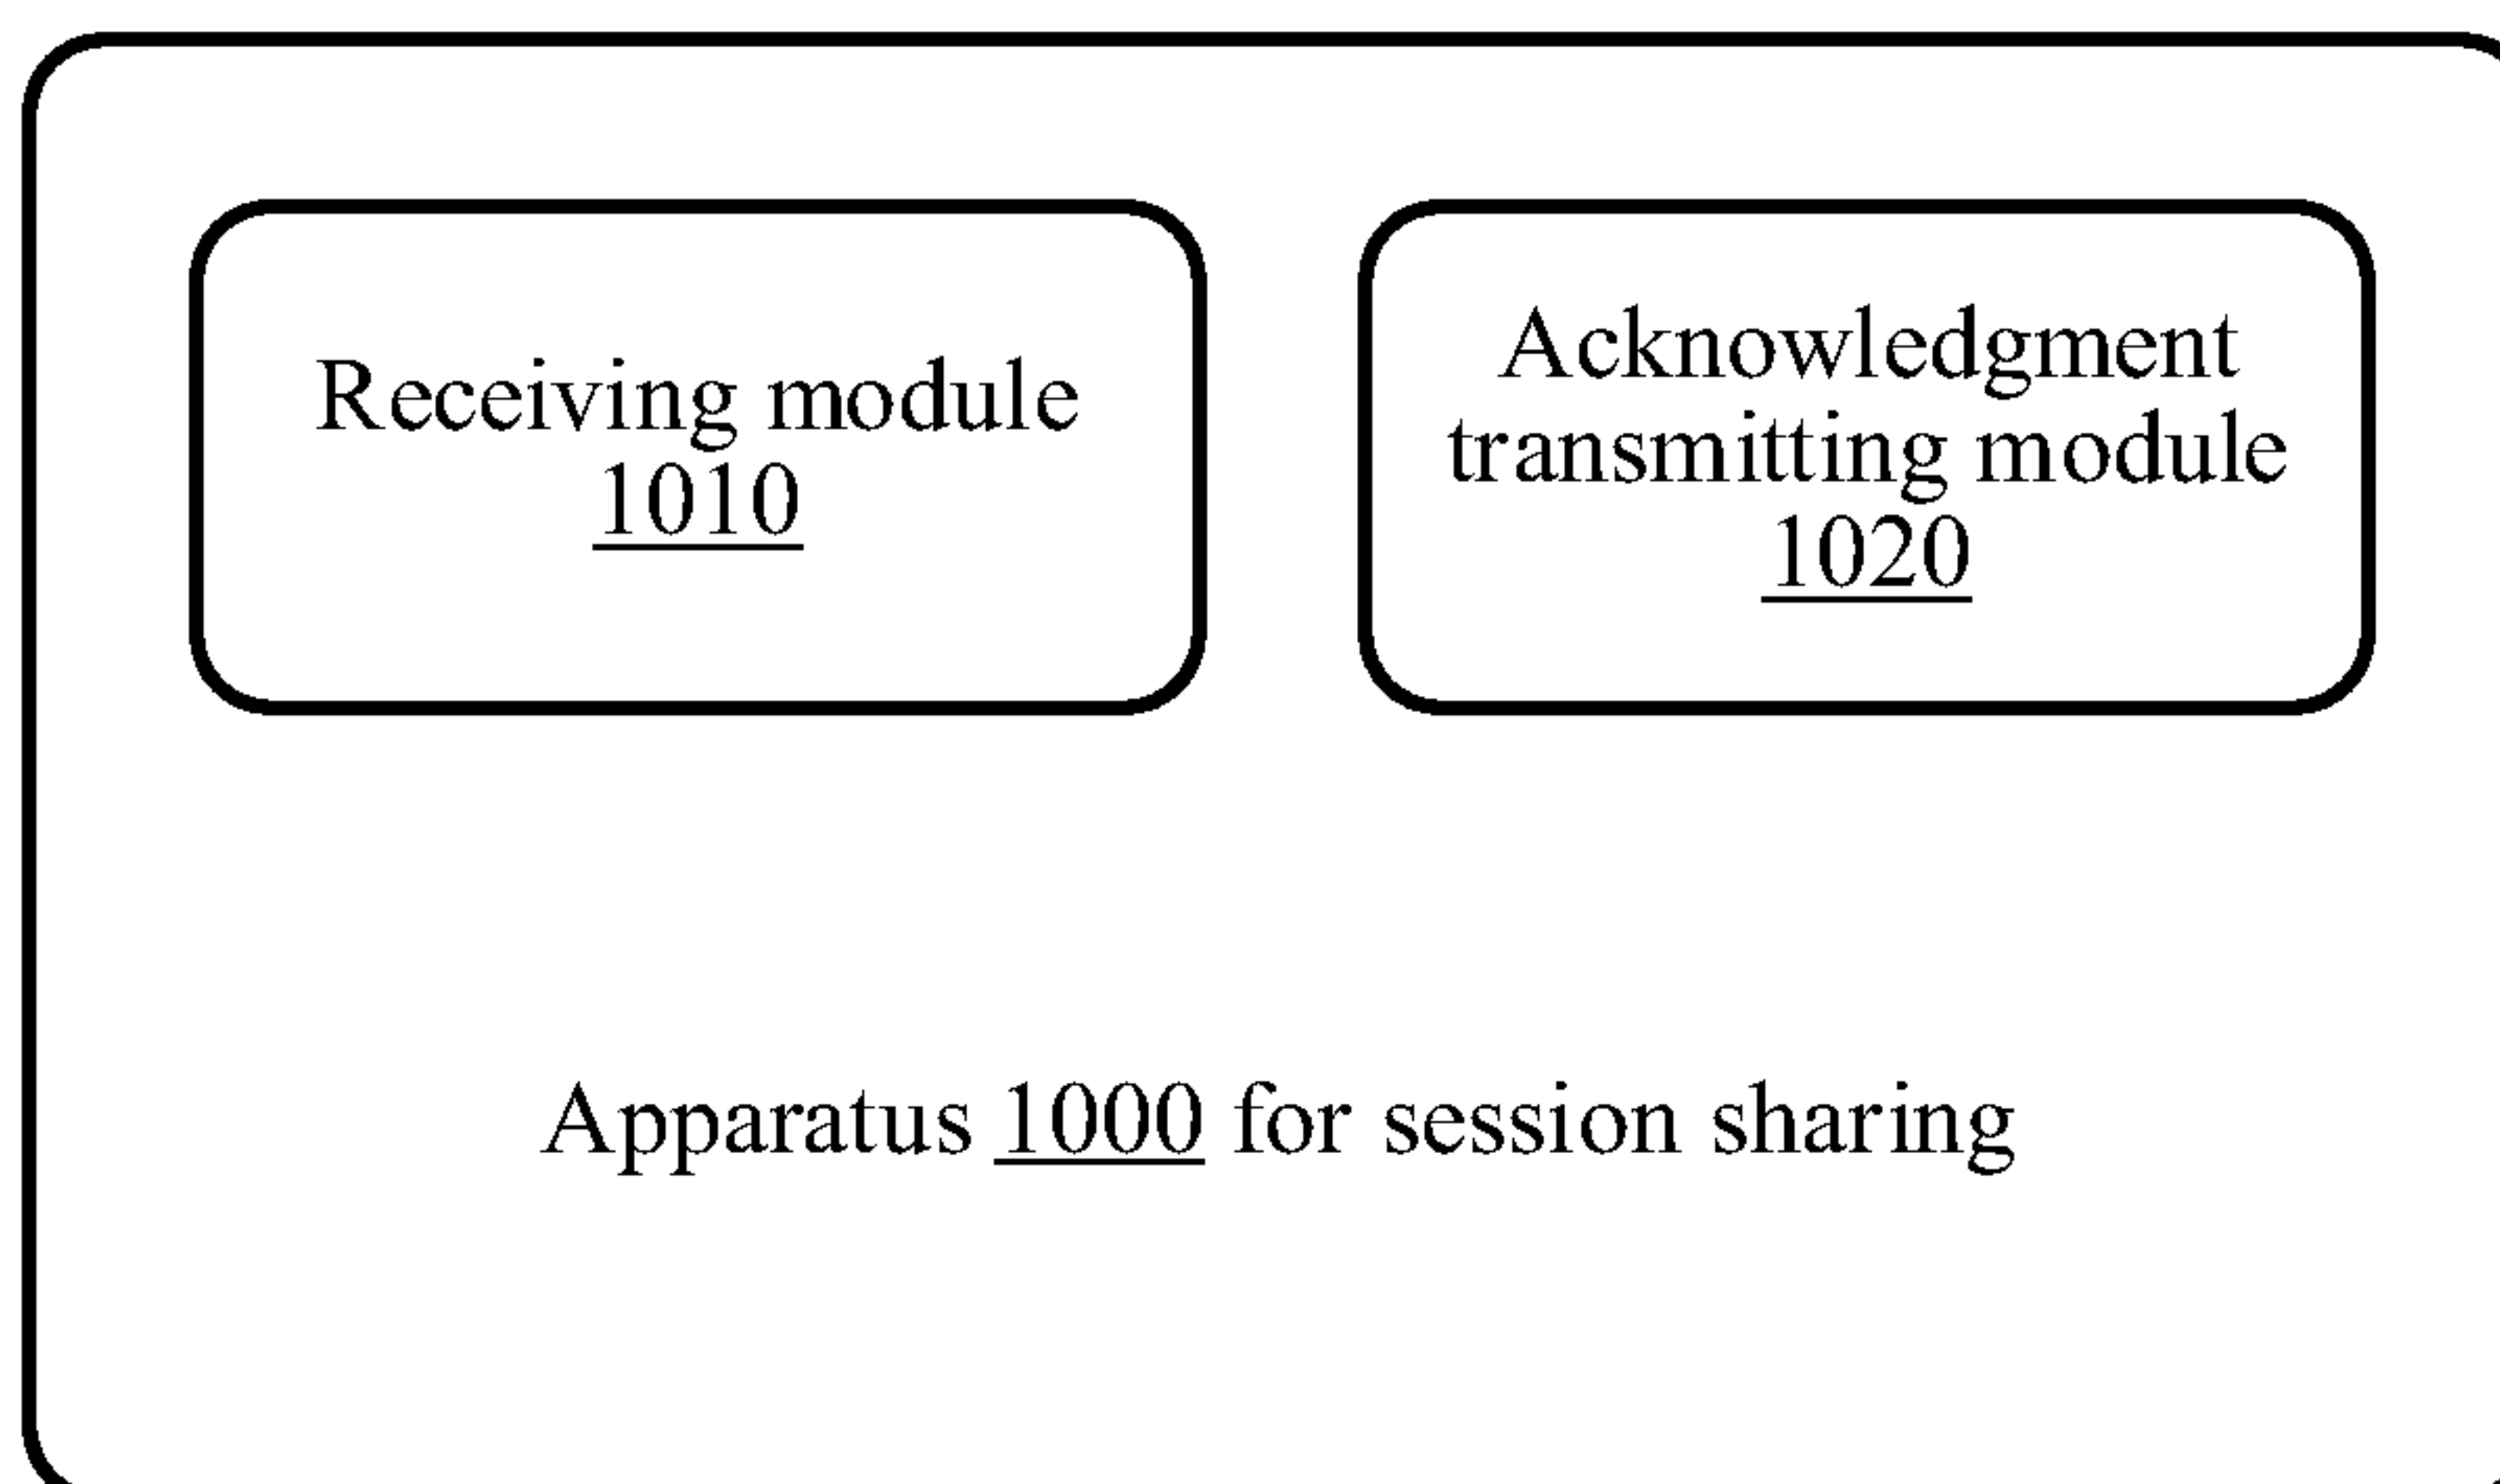 Receiving module
1010
Acknowledgment
transmitting module
1020
Apparatus 1000 for session sharing